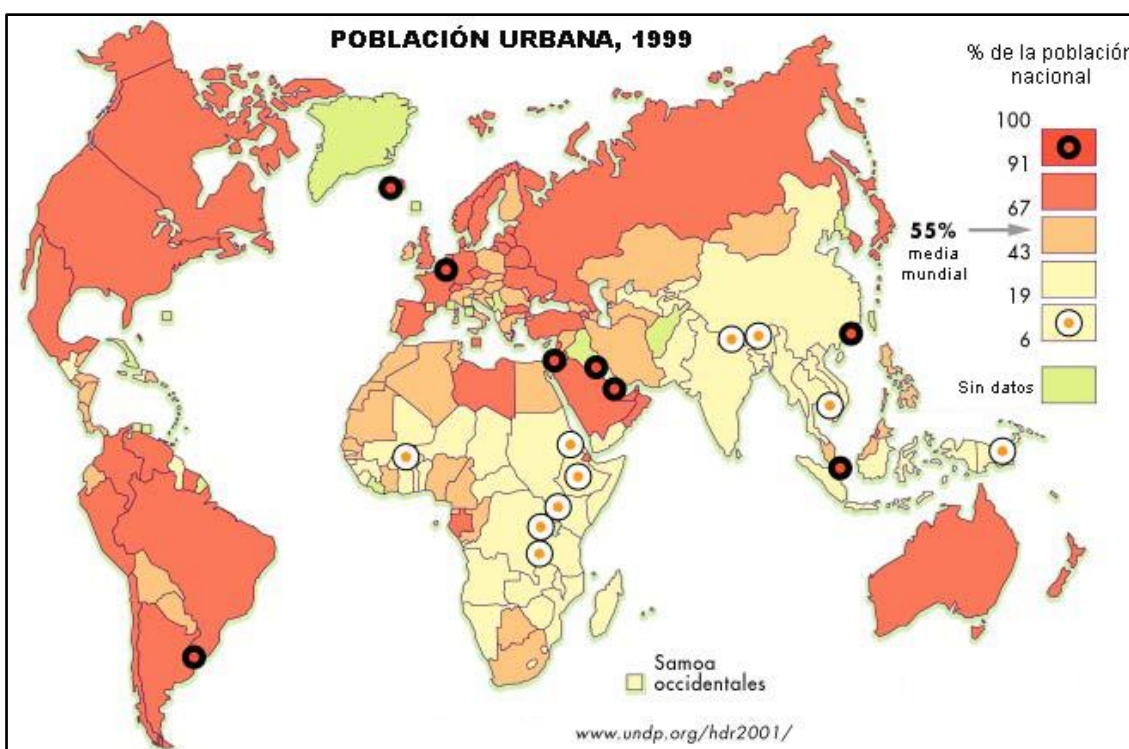 POBLACIÓN URBANA, 1999
% de la población
nacional
100
91
67
55%
media
mundial
43
19
6
Sin datos
Samoa
occidentales
www.undp.org/hdr2001/